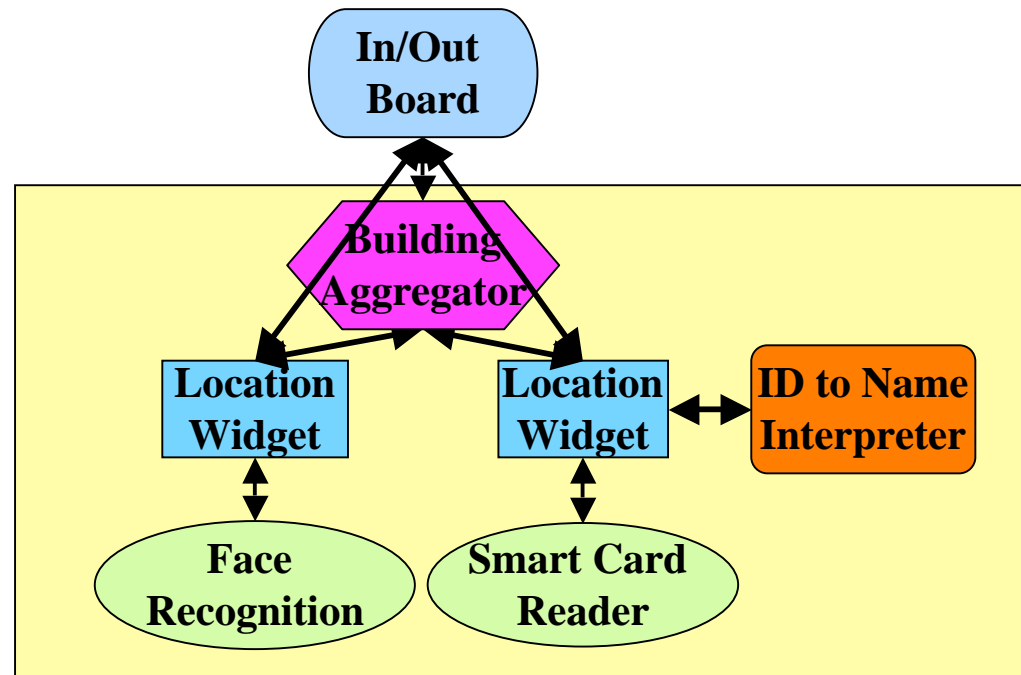 In/Out
Board
Building
Aggregator
Location
Widget
Location
Widget
ID to Name
Interpreter
Face
Recognition
Smart Card
Reader